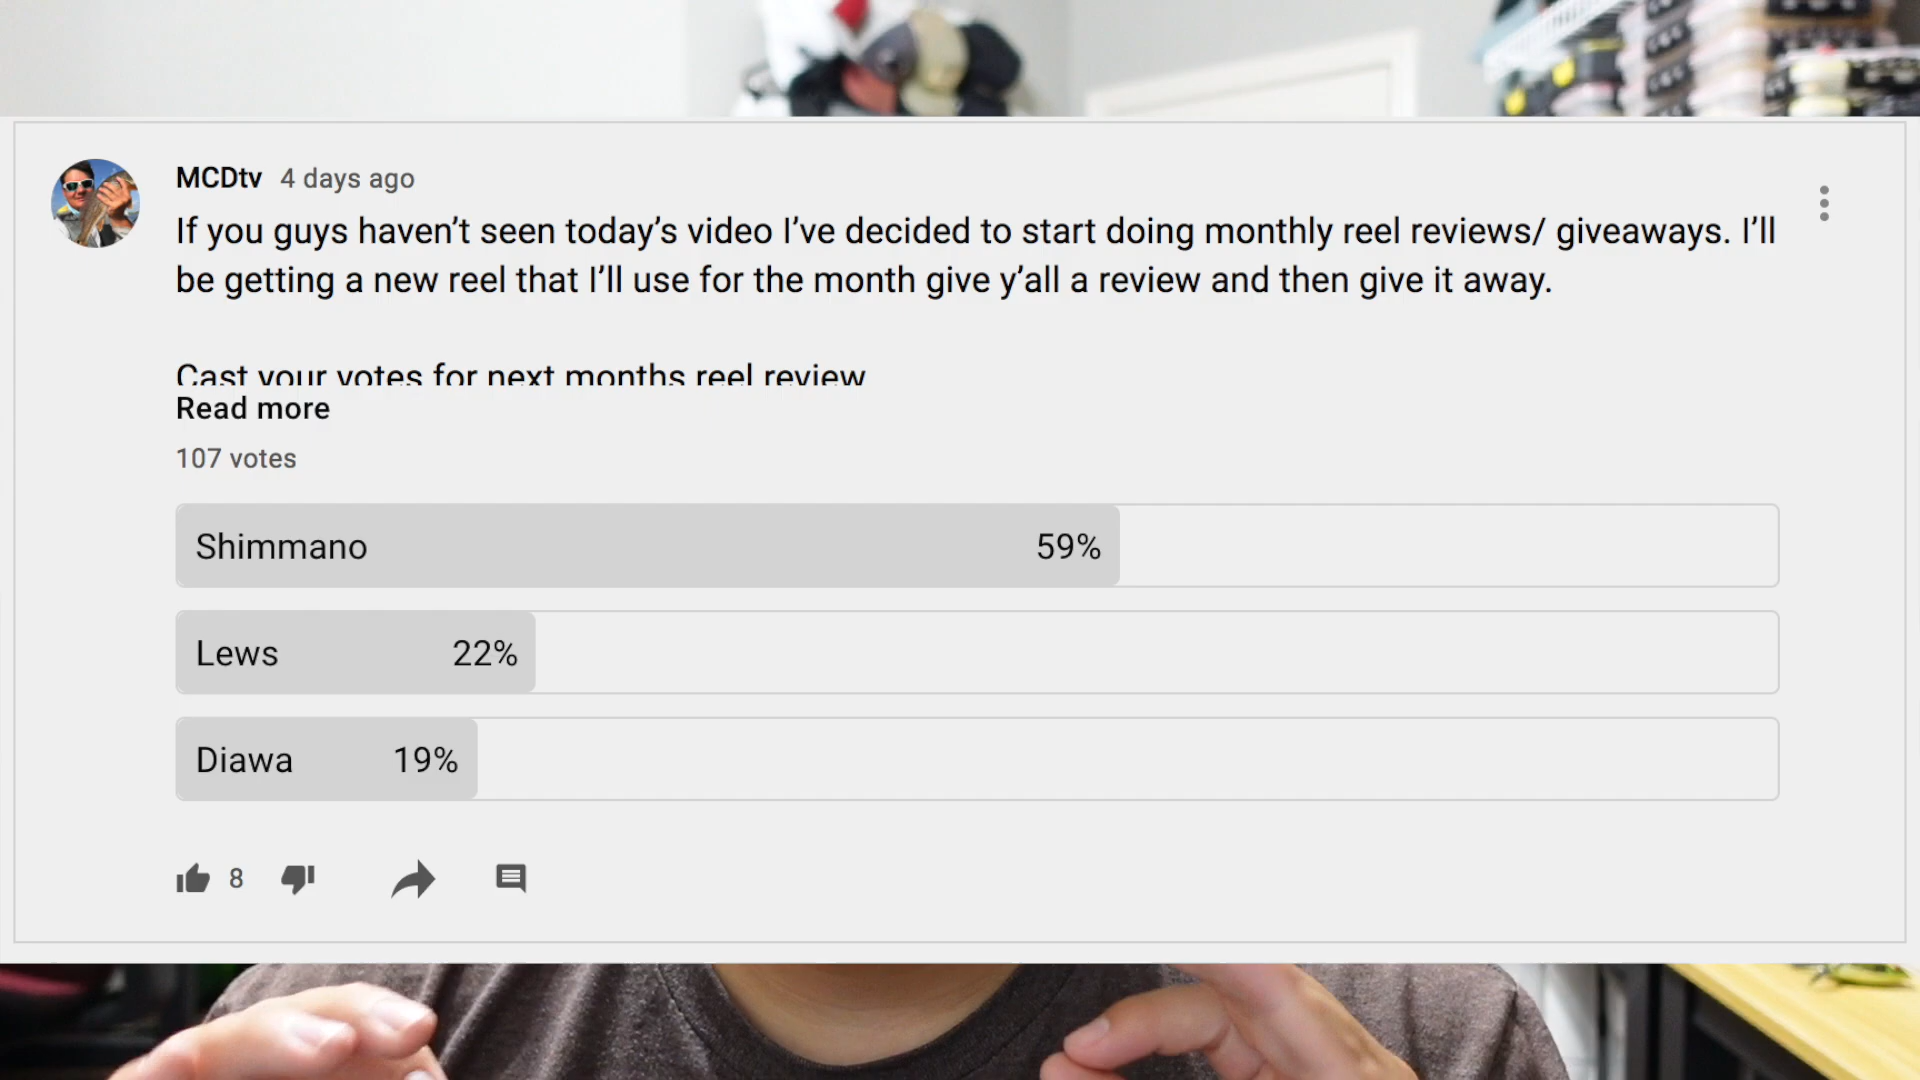 MCDtv 4 days ago
If you guys haven’t seen today’s video I’ve decided to start doing monthly reel reviews/ giveaways. I’ll
be getting a new reel that I’ll use for the month give y’all a review and then give it away.
Cast your votes for next months reel review
Read more
107 votes
Shimmano 59%
Lews 22%
Diawa 19%
8